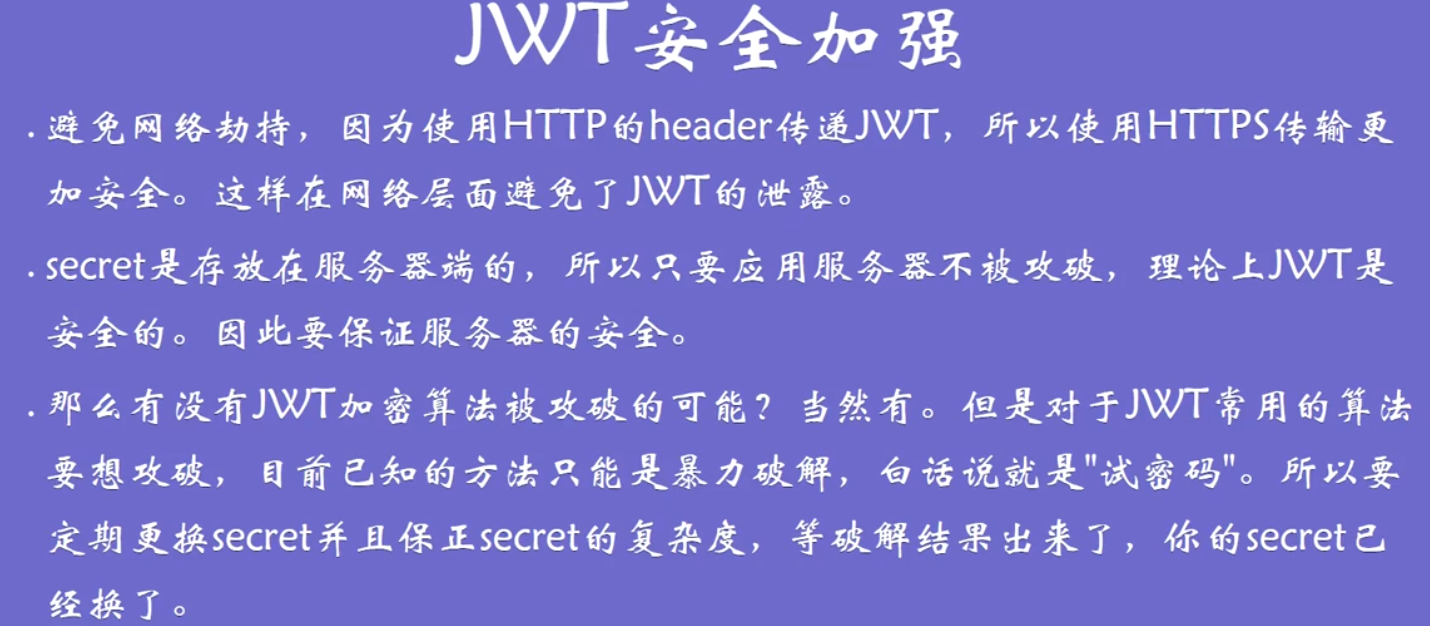 JWT安全加强
. 避免网络劫持，因为使用HTTP的header传递JWT，所以使用HTTPS传输更
加安全。这样在网络层面避免了JWT的泄露。
. secret是存放在服务器端的，所以只要应用服务器不被攻破，理论上JWT是
安全的。因此要保证服务器的安全。
. 那么有没有JWT加密算法被攻破的可能？当然有。但是对于JWT常用的算法
要想攻破，目前已知的方法只能是暴力破解，白话说就是"试密码"。所以要
定期更换secret并且保正secret的复杂度，等破解结果出来了，你的secret已
经换了。